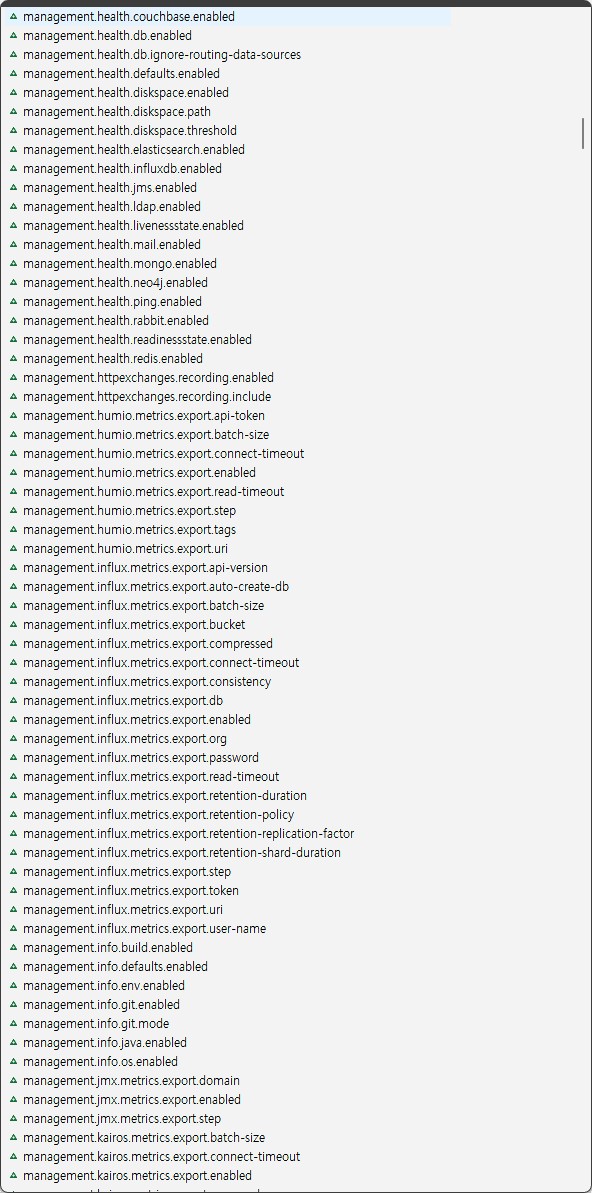 management.health.couchbase.enabled
management.health.db.enabled
management.health.db.ignore-routing-data-sources
management.health.defaults.enabled
management.health.diskspace.enabled
management.health.diskspace.path
management.health.diskspace.threshold
management.health.elasticsearch.enabled
management.health.influxdb.enabled
management.health.jms.enabled
management.health.ldap.enabled
management.health.livenessstate.enabled
management.health.mail.enabled
management.health.mongo.enabled
management.health.neo4j.enabled
management.health.ping.enabled
management.health.rabbit.enabled
management.health.readinessstate.enabled
management.health.redis.enabled
management.httpexchanges.recording.enabled
management.httpexchanges.recording.include
management.humio.metrics.export.api-token
management.humio.metrics.export.batch-size
management.humio.metrics.export.connect-timeout
management.humio.metrics.export.enabled
management.humio.metrics.export.read-timeout
management.humio.metrics.export.step
management.humio.metrics.export.tags
management.humio.metrics.export.uri
management.influx.metrics.export.api-version
management.influx.metrics.export.auto-create-db
management.influx.metrics.export.batch-size
management.influx.metrics.export.bucket
management.influx.metrics.export.compressed
management.influx.metrics.export.connect-timeout
management.influx.metrics.export.consistency
management.influx.metrics.export.db
management.influx.metrics.export.enabled
management.influx.metrics.export.org
management.influx.metrics.export.password
management.influx.metrics.export.read-timeout
management.influx.metrics.export.retention-duration
management.influx.metrics.export.retention-policy
management.influx.metrics.export.retention-replication-factor
management.influx.metrics.export.retention-shard-duration
management.influx.metrics.export.step
management.influx.metrics.export.token
management.influx.metrics.export.uri
management.influx.metrics.export.user-name
management.info.build.enabled
management.info.defaults.enabled
management.info.env.enabled
management.info.git.enabled
management.info.git.mode
management.info.java.enabled
management.info.os.enabled
management.jmx.metrics.export.domain
management.jmx.metrics.export.enabled
management.jmx.metrics.export.step
management.kairos.metrics.export.batch-size
management.kairos.metrics.export.connect-timeout
management.kairos.metrics.export.enabled